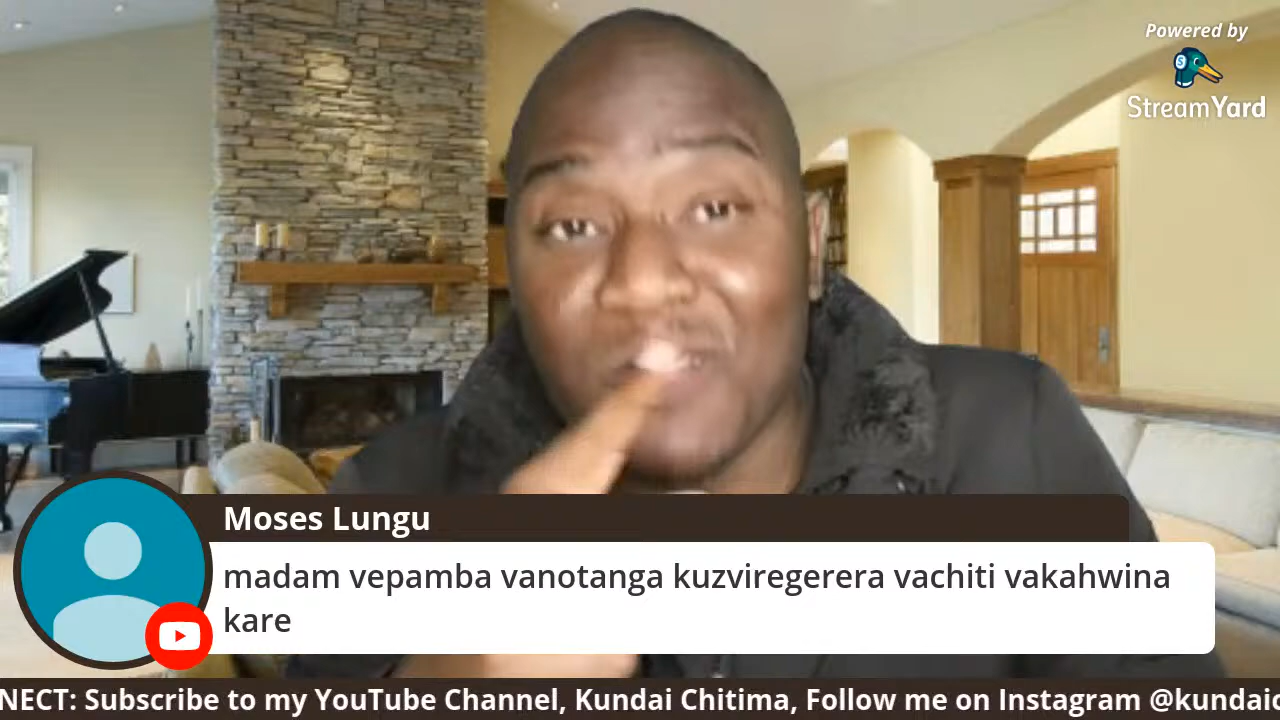 Powered by
StreamYard
Moses Lungu
madam vepamba vanotanga kuzviregerera vachiti vakahwina
kare
NECT: Subscribe to my YouTube Channel, Kundai Chitima, Follow me on Instagram @kundaic